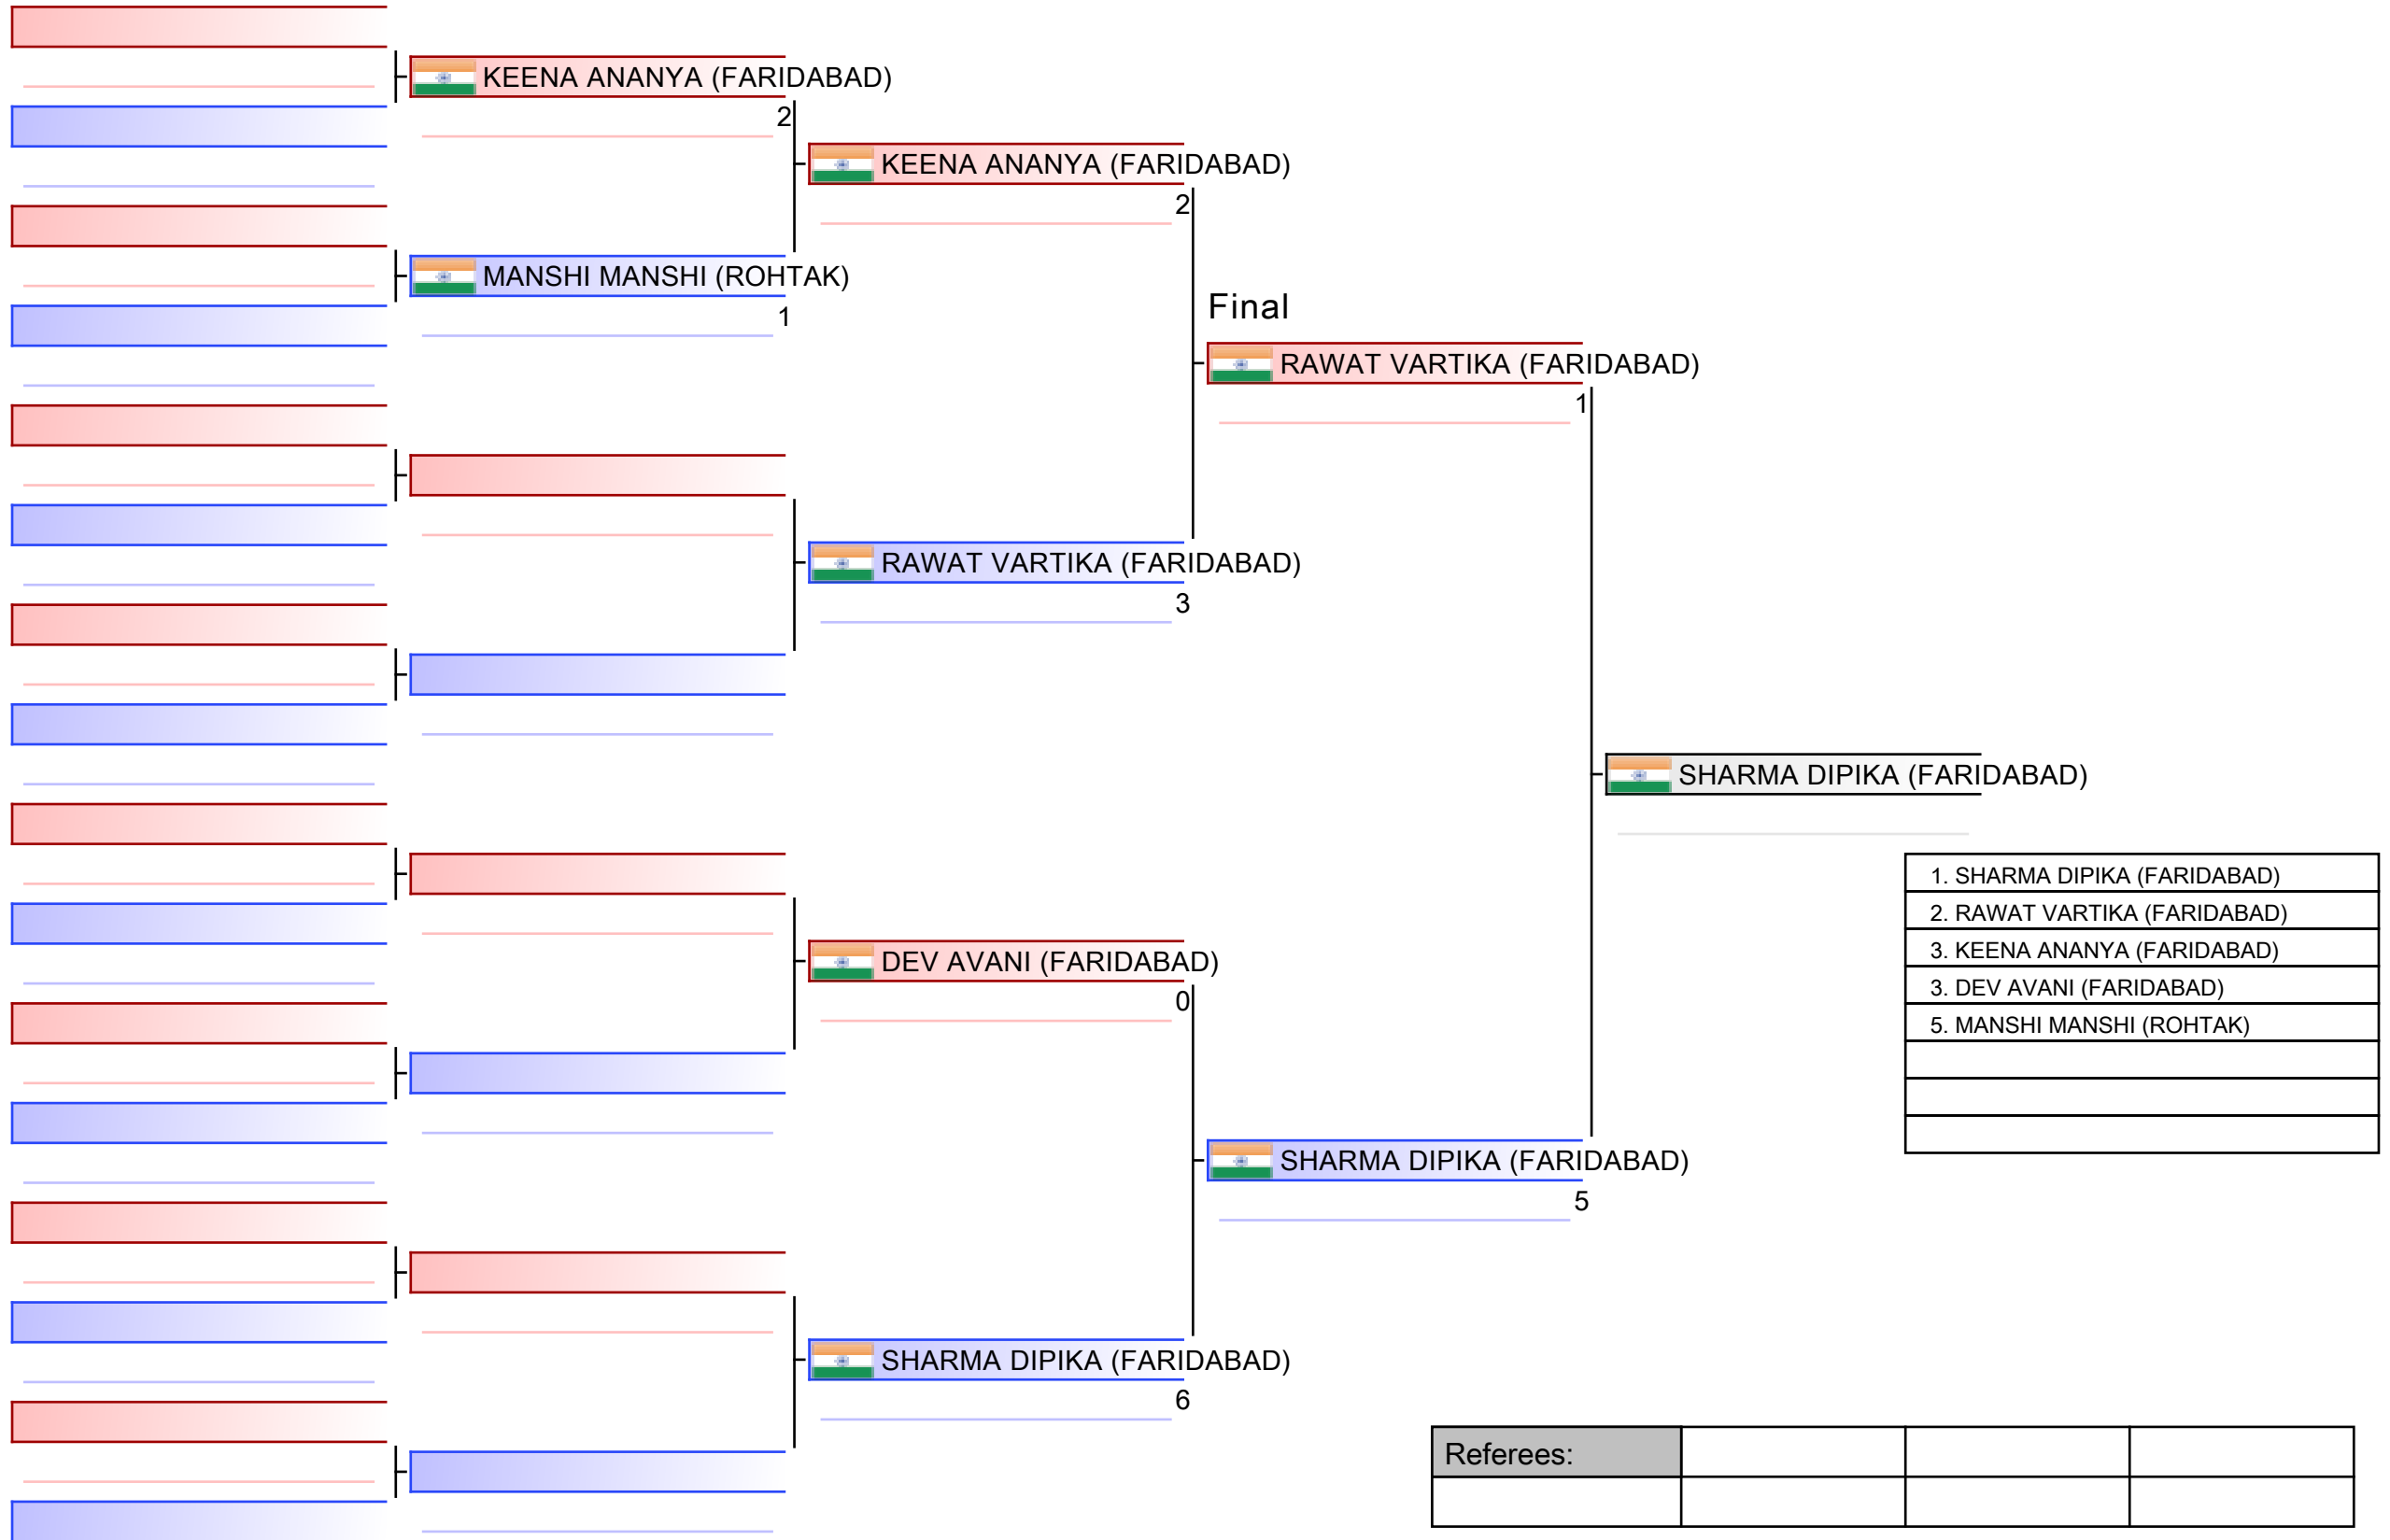 KEENA ANANYA (FARIDABAD)
2
MANSHI MANSHI (ROHTAK)
1
KEENA ANANYA (FARIDABAD)
2
RAWAT VARTIKA (FARIDABAD)
3
DEV AVANI (FARIDABAD)
0
SHARMA DIPIKA (FARIDABAD)
6
Final
RAWAT VARTIKA (FARIDABAD)
1
SHARMA DIPIKA (FARIDABAD)
5
SHARMA DIPIKA (FARIDABAD)
1. SHARMA DIPIKA (FARIDABAD)
2. RAWAT VARTIKA (FARIDABAD)
3. KEENA ANANYA (FARIDABAD)
3. DEV AVANI (FARIDABAD)
5. MANSHI MANSHI (ROHTAK)
Referees: